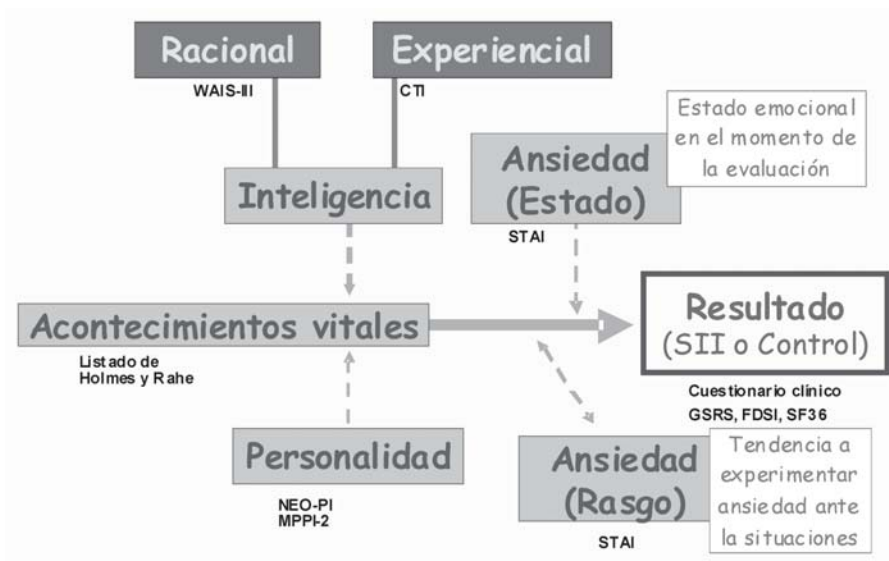 Racional
WAIS-III
Experiencial
CTI
Inteligencia
Ansiedad
(Estado)
STAI
Estado emocional
en el momento de
la evaluación
Acontecimientos vitales
Listado de
Holmes y Rahe
Resultado
(SII o Control)
Cuestionario clínico
GSRS, FDSI, SF36
Personalidad
NEO-PI
MPPI-2
Ansiedad
(Rasgo)
STAI
Tendencia a
experimentar
ansiedad ante
la situaciones